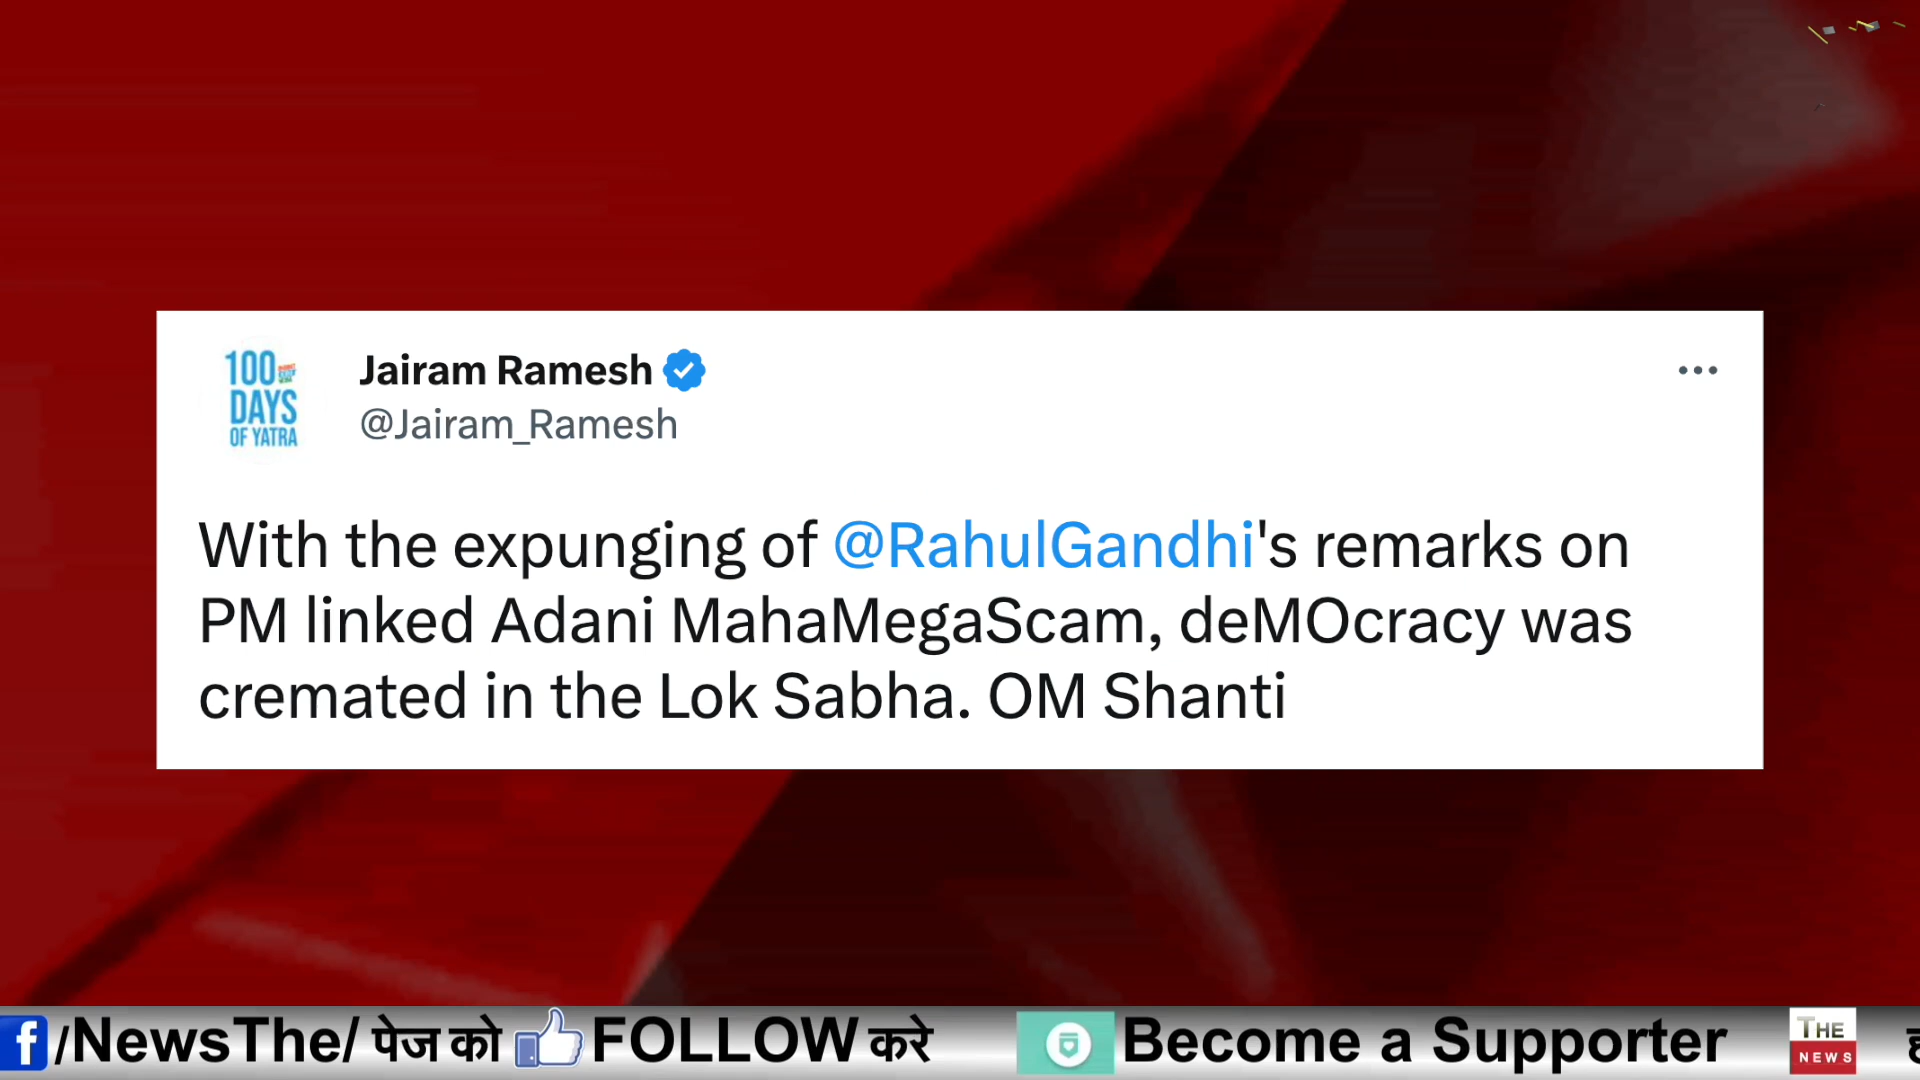 100
DAYS
OF YATRA
Jairam Ramesh
@Jairam_Ramesh
With the expunging of @RahulGandhi's remarks on
PM linked Adani MahaMegaScam, deMOcracy was
cremated in the Lok Sabha. OM Shanti
/NewsThe/ पेज को FOLLOW करे Become a Supporter THE NEWS